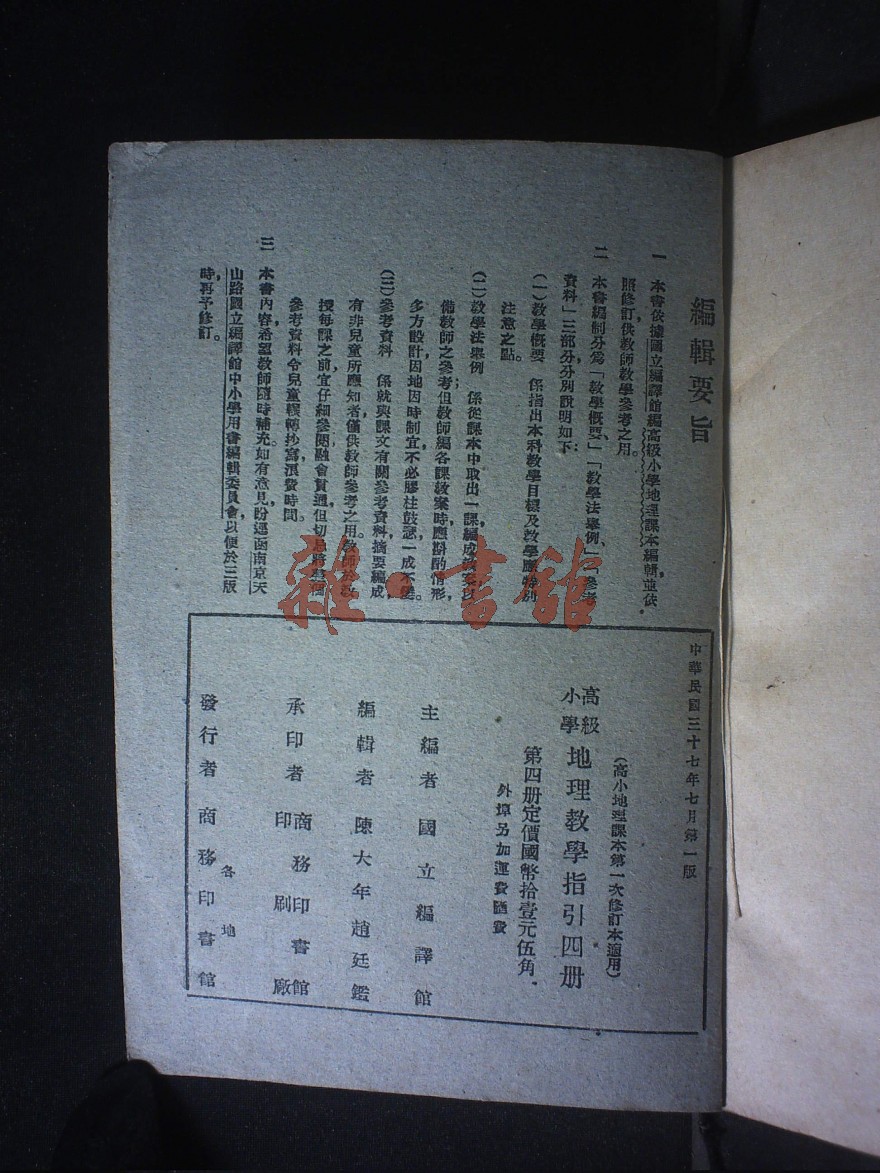 編輯要旨
一 本書依據國立編譯館編高級小學地理課本編輯並依
照修訂供教師教學參考之用。
二 本書編制分爲「教學概要」、「教學法舉例」、「參考
資料」三部分分別說明如下:
(一)教學概要 係指出本科教學目標及教學應特別
注意之點。
(二)教學法舉例 係從課本中取出一課編成教案,以
備教師之參考;但教師編各課教案時應斟酌情形,
多方設計因地因時制宜不必膠柱鼓瑟一成不變。
(三)參考資料 係就與課文有關參考資料,摘要編成
有非兒童所應知者,僅供教師參考之用。教師於教
授每課之前宜仔細參閱融會貫通但切忌將整個
參考資料令兒童輾轉抄寫,浪費時間。
三 本書內容希望教師隨時補充。如有意見,盼逕函南京天
山路國立編譯館中小學用書編輯委員會,以便於三版
時再予修訂。
中華民國三十七年七月第一版
(高小地理課本第一次修訂本適用)
高級小學 地理教學指引四册
第四册定價國幣拾壹元伍角.
外埠另加運費匯費
主編者 國立編譯館
編輯者 陳大年 趙廷鑑
承印者 商務印書館印刷廠
發行者 各地商務印書館
雜·書館